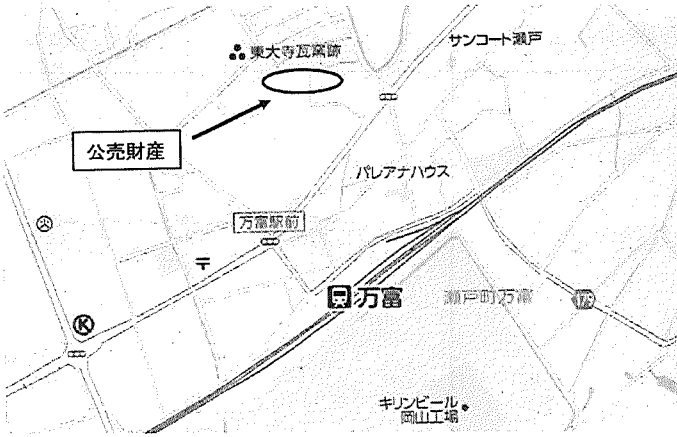 東大寺瓦窯跡
サンコート瀬戸
公売財産
パレアナハウス
万富駅前
万富
瀬戸町万富
179
K
キリンビール
岡山工場